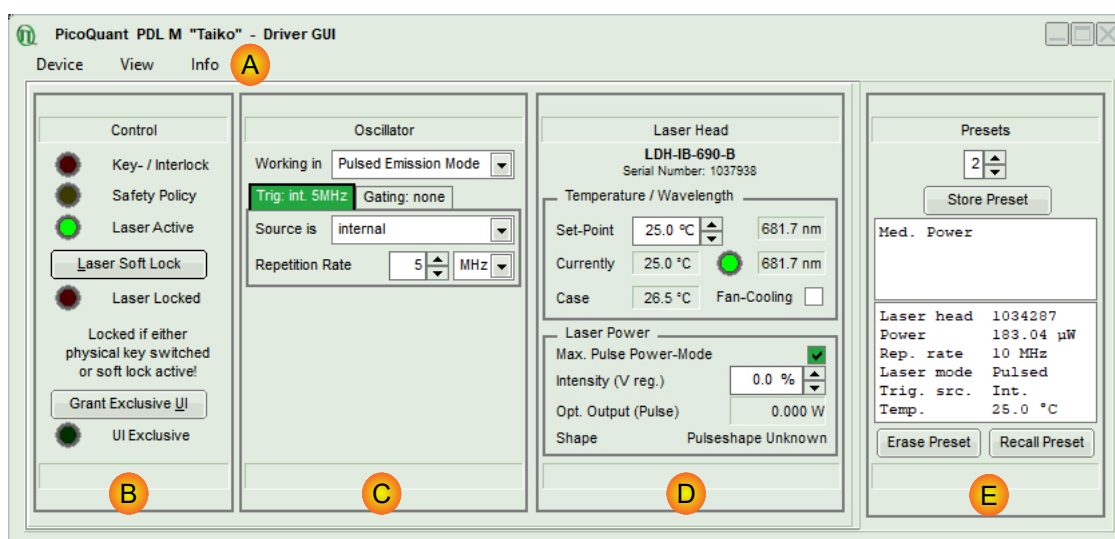 PicoQuant PDL M "Taiko" - Driver GUI
Device View Info A
Control
Key- / Interlock
Safety Policy
Laser Active
Laser Soft Lock
Laser Locked
Locked if either
physical key switched
or soft lock active!
Grant Exclusive UI
UI Exclusive
B
Oscillator
Working in Pulsed Emission Mode
Trig: int. 5MHz Gating: none
Source is internal
Repetition Rate 5 MHz
C
Laser Head
LDH-IB-690-B
Serial Number: 1037938
Temperature / Wavelength
Set-Point 25.0 °C 681.7 nm
Currently 25.0 °C 681.7 nm
Case 26.5 °C Fan-Cooling
Laser Power
Max. Pulse Power-Mode
Intensity (V reg.) 0.0 %
Opt. Output (Pulse) 0.000 W
Shape Pulseshape Unknown
D
Presets
2
Store Preset
Med. Power
Laser head 1034287
Power 183.04 µW
Rep. rate 10 MHz
Laser mode Pulsed
Trig. src. Int.
Temp. 25.0 °C
Erase Preset Recall Preset
E